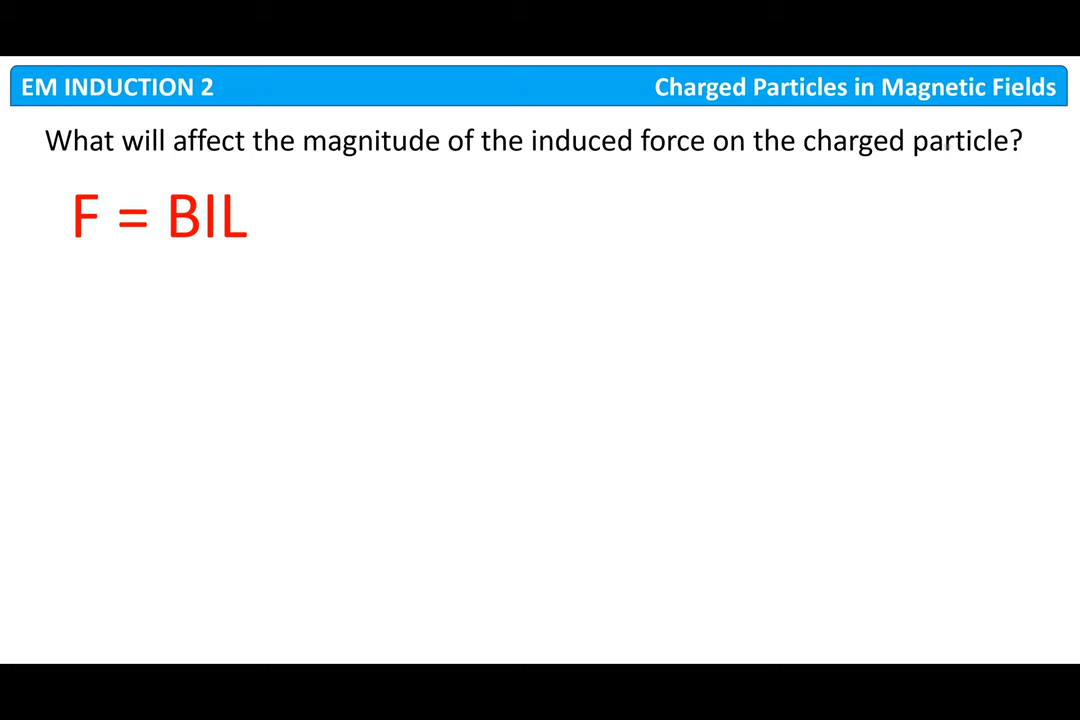 EM INDUCTION 2
Charged Particles in Magnetic Fields
What will affect the magnitude of the induced force on the charged particle?
F = BIL